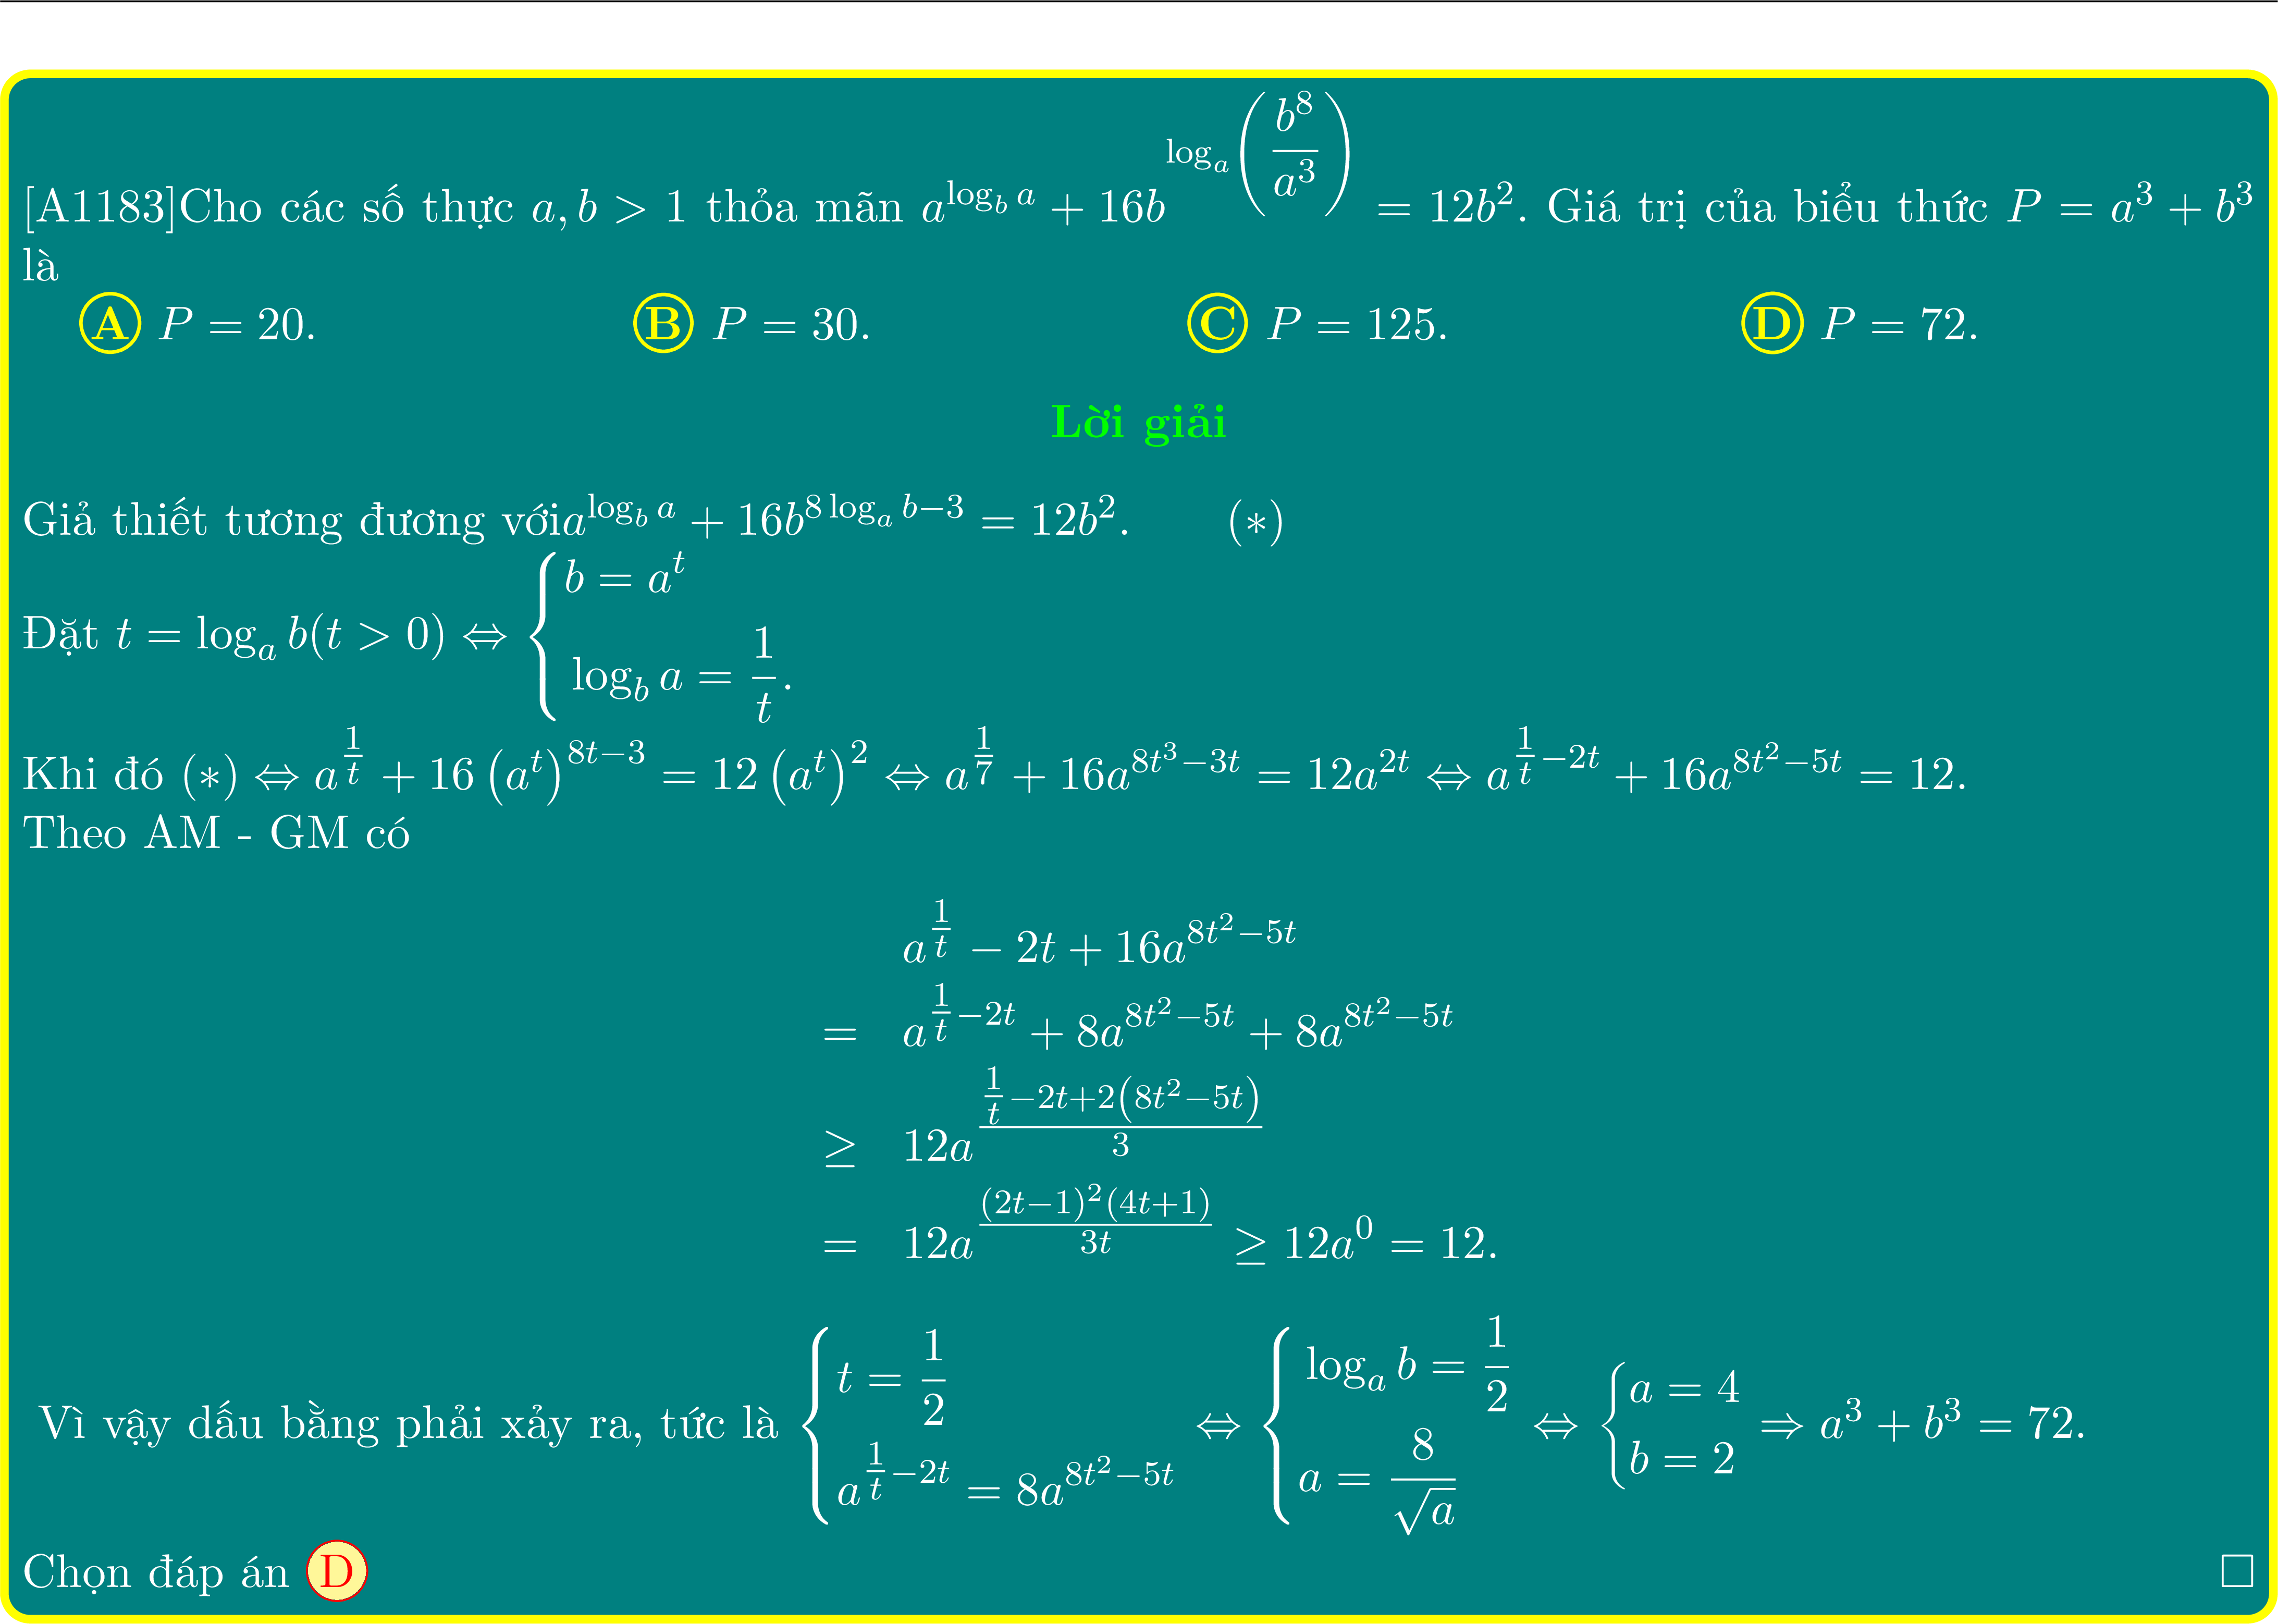 [A1183]Cho các số thực $a, b > 1$ thỏa mãn $a^{\log_b a} + 16b^{\log_a\left(\dfrac{b^8}{a^3}\right)} = 12b^2$. Giá trị của biểu thức $P = a^3 + b^3$
là
A $P = 20.$ B $P = 30.$ C $P = 125.$ D $P = 72.$
Lời giải
Giả thiết tương đương với$a^{\log_b a} + 16b^{8\log_a b-3} = 12b^2.$ $(*)$
Đặt $t = \log_a b(t > 0) \Leftrightarrow \begin{cases} b = a^t \\ \log_b a = \dfrac{1}{t}. \end{cases}$
Khi đó $(*) \Leftrightarrow a^{\frac{1}{t}} + 16\left(a^t\right)^{8t-3} = 12\left(a^t\right)^2 \Leftrightarrow a^{\frac{1}{7}} + 16a^{8t^3-3t} = 12a^{2t} \Leftrightarrow a^{\frac{1}{t}-2t} + 16a^{8t^2-5t} = 12.$
Theo AM - GM có
$a^{\frac{1}{t}} - 2t + 16a^{8t^2-5t}$
$= a^{\frac{1}{t}-2t} + 8a^{8t^2-5t} + 8a^{8t^2-5t}$
$\geq 12a^{\frac{\frac{1}{t}-2t+2\left(8t^2-5t\right)}{3}}$
$= 12a^{\frac{(2t-1)^2(4t+1)}{3t}} \geq 12a^0 = 12.$
Vì vậy dấu bằng phải xảy ra, tức là $\begin{cases} t = \dfrac{1}{2} \\ a^{\frac{1}{t}-2t} = 8a^{8t^2-5t} \end{cases} \Leftrightarrow \begin{cases} \log_a b = \dfrac{1}{2} \\ a = \dfrac{8}{\sqrt{a}} \end{cases} \Leftrightarrow \begin{cases} a = 4 \\ b = 2 \end{cases} \Rightarrow a^3 + b^3 = 72.$
Chọn đáp án D □